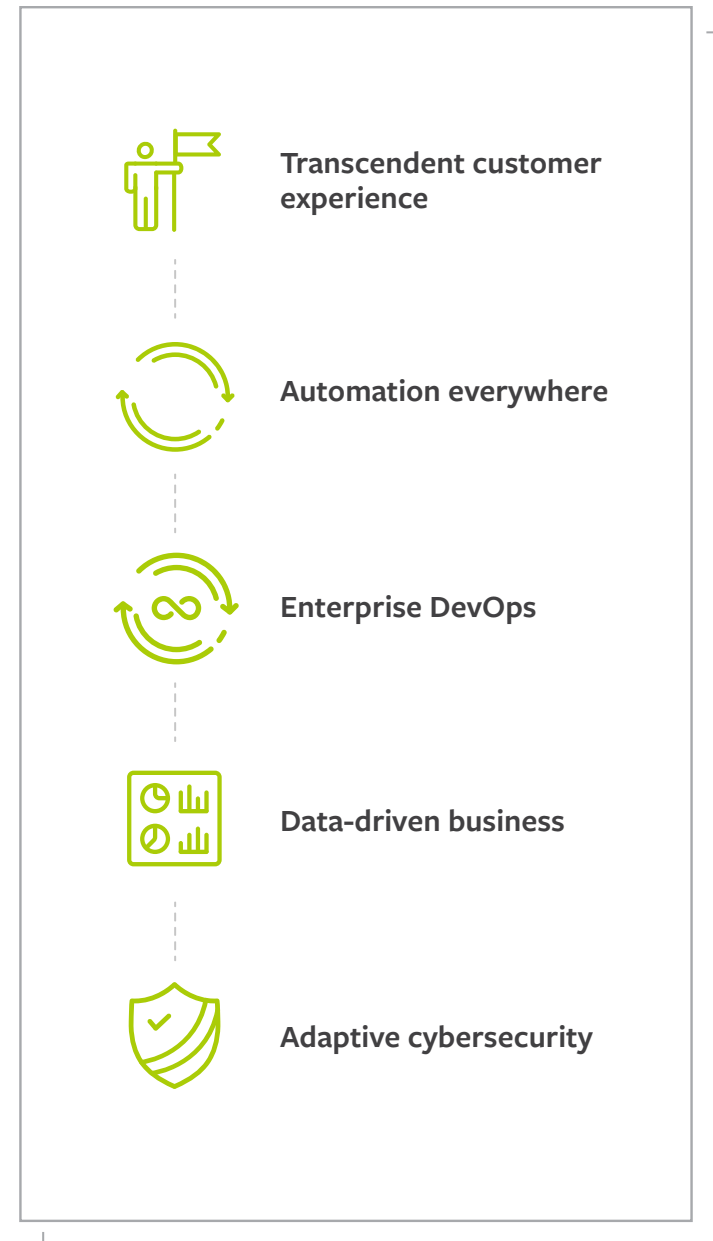 Transcendent customer
experience
Automation everywhere
Enterprise DevOps
Data-driven business
Adaptive cybersecurity